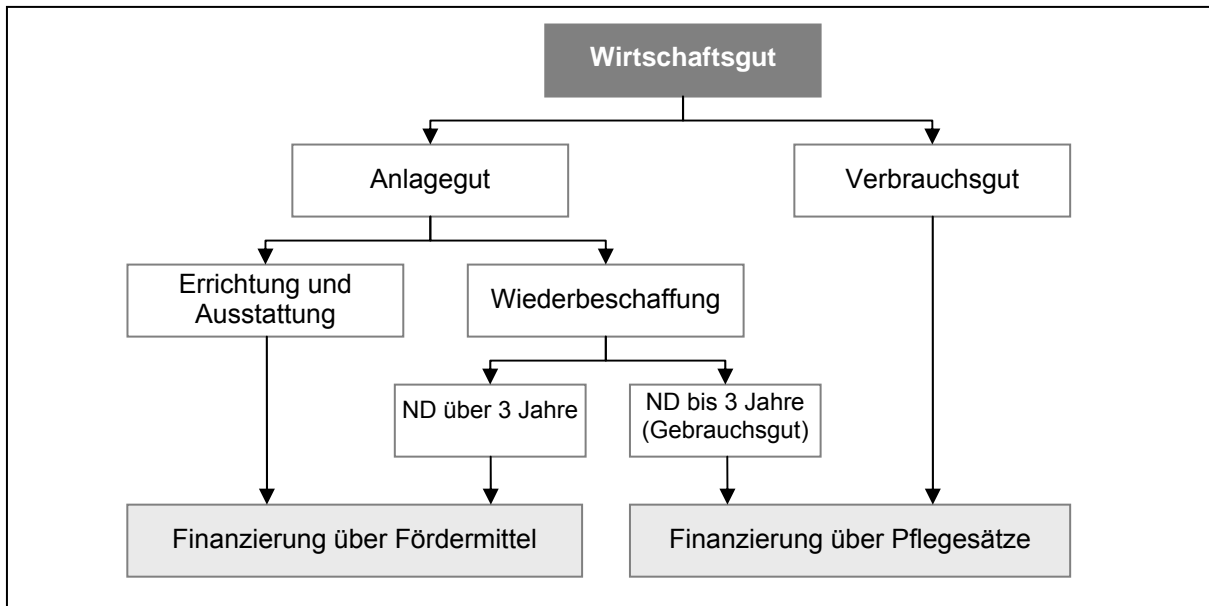 Wirtschaftsgut
Anlagegut
Verbrauchsgut
Errichtung und
Ausstattung
Wiederbeschaffung
ND über 3 Jahre
ND bis 3 Jahre
(Gebrauchsgut)
Finanzierung über Fördermittel
Finanzierung über Pflegesätze